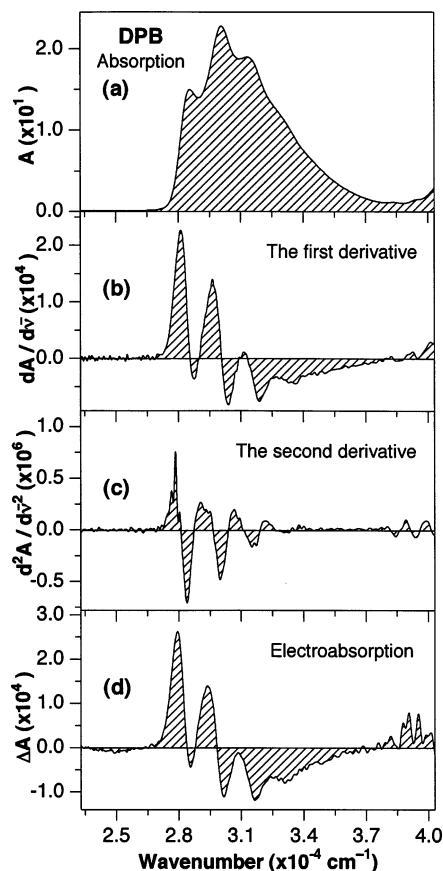 DPB
Absorption
(a)
A (x10¹)
2.0
1.0
0.0
The first derivative
(b)
dA / dν̄ (x10⁴)
2.0
1.0
0.0
The second derivative
(c)
d²A / dν̄² (x10⁶)
1.0
0.5
0.0
-0.5
Electroabsorption
(d)
ΔA (x10⁴)
3.0
2.0
1.0
0.0
-1.0
2.5 2.8 3.1 3.4 3.7 4.0
Wavenumber (x10⁻⁴ cm⁻¹)